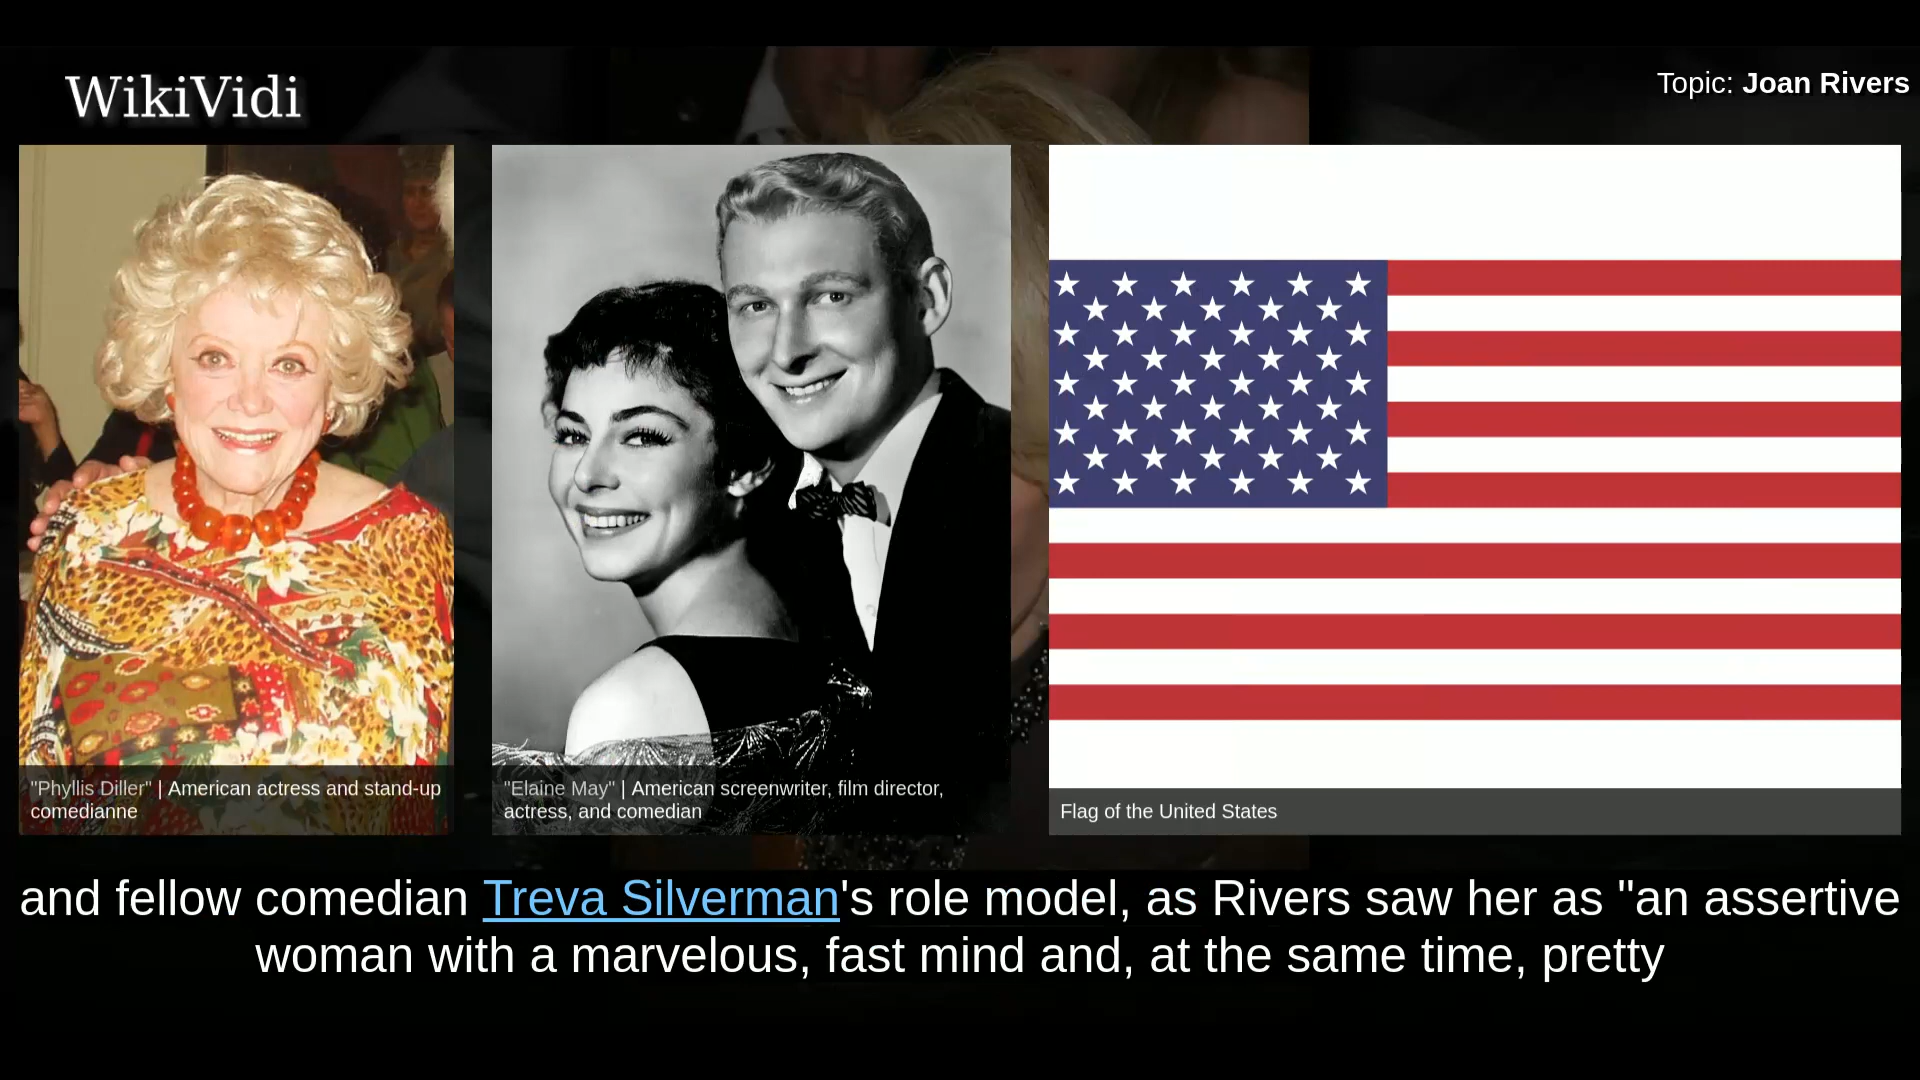 WikiVidi
Topic: Joan Rivers
"Phyllis Diller" | American actress and stand-up
comedianne
"Elaine May" | American screenwriter, film director,
actress, and comedian
Flag of the United States
and fellow comedian Treva Silverman's role model, as Rivers saw her as "an assertive
woman with a marvelous, fast mind and, at the same time, pretty